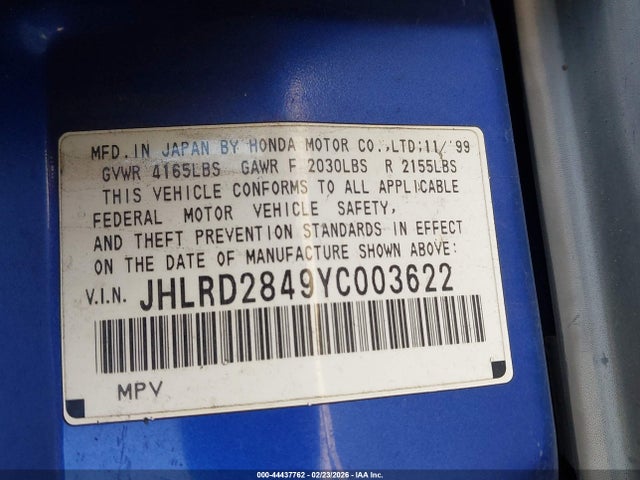 MFD. IN JAPAN BY HONDA MOTOR CO.,LTD;11/'99
GVWR 4165LBS GAWR F 2030LBS R 2155LBS
THIS VEHICLE CONFORMS TO ALL APPLICABLE
FEDERAL MOTOR VEHICLE SAFETY,
AND THEFT PREVENTION STANDARDS IN EFFECT
ON THE DATE OF MANUFACTURE SHOWN ABOVE:
V.I.N. JHLRD2849YC003622
MPV
000-44437762 - 02/23/2026 - IAA Inc.